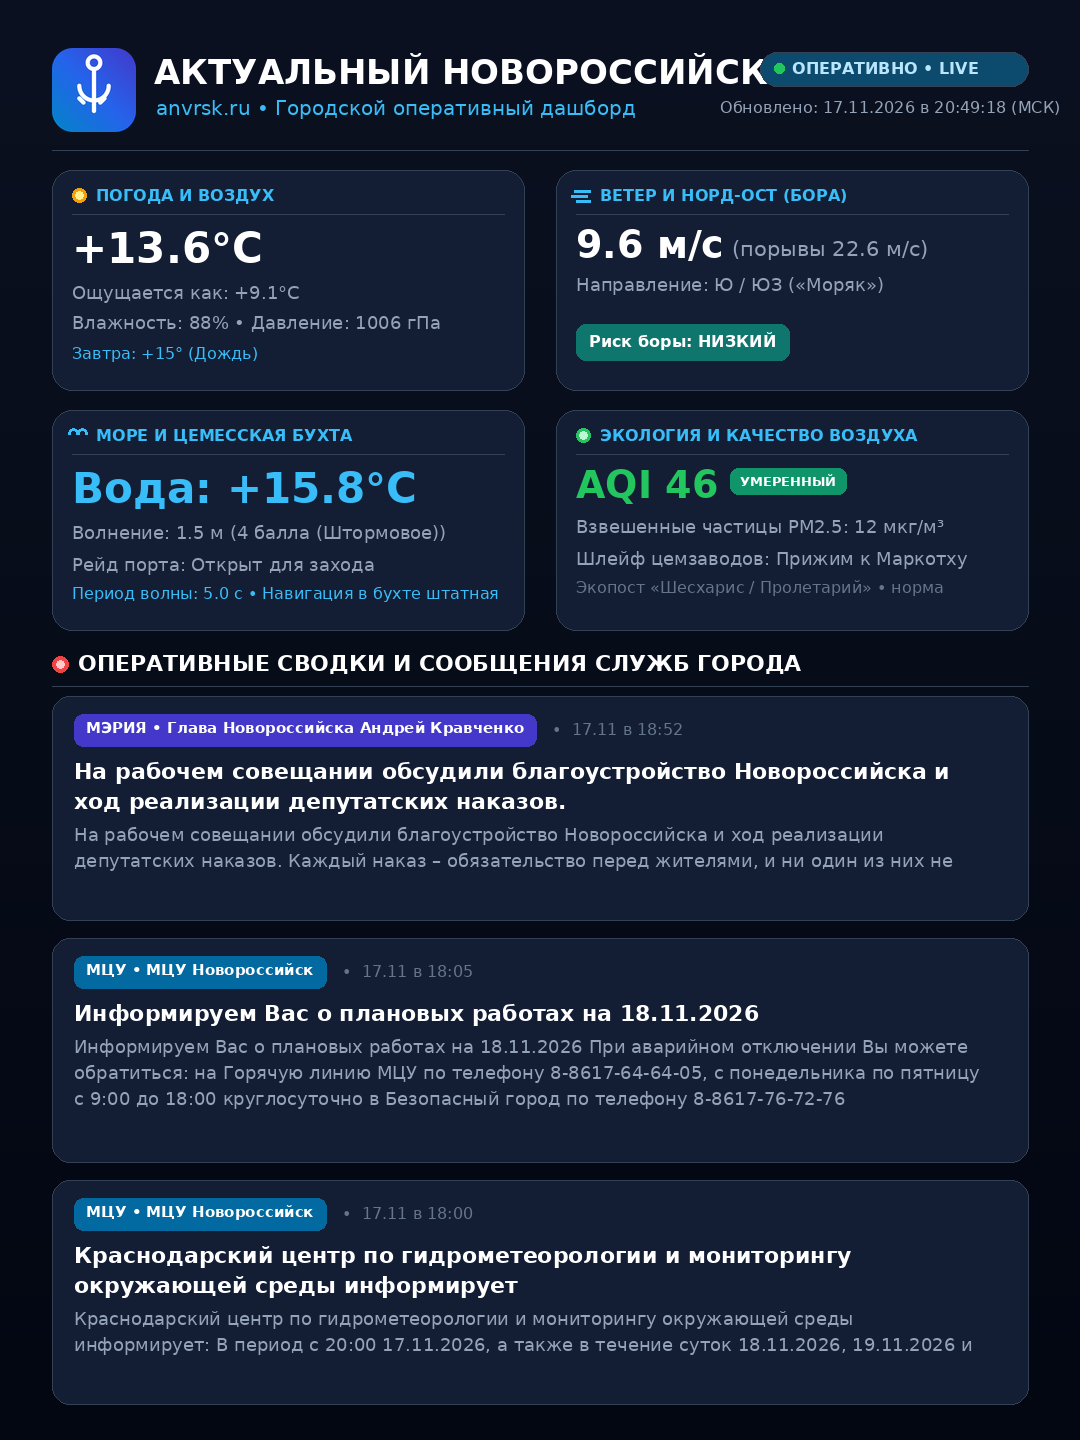 АКТУАЛЬНЫЙ НОВОРОССИЙСК
ОПЕРАТИВНО • LIVE
anvrsk.ru • Городской оперативный дашборд
Обновлено: 17.11.2026 в 20:49:18 (МСК)
ПОГОДА И ВОЗДУХ
+13.6°C
Ощущается как: +9.1°C
Влажность: 88% • Давление: 1006 гПа
Завтра: +15° (Дождь)
ВЕТЕР И НОРД-ОСТ (БОРА)
9.6 м/с (порывы 22.6 м/с)
Направление: Ю / ЮЗ («Моряк»)
Риск боры: НИЗКИЙ
МОРЕ И ЦЕМЕССКАЯ БУХТА
Вода: +15.8°C
Волнение: 1.5 м (4 балла (Штормовое))
Рейд порта: Открыт для захода
Период волны: 5.0 с • Навигация в бухте штатная
ЭКОЛОГИЯ И КАЧЕСТВО ВОЗДУХА
AQI 46 УМЕРЕННЫЙ
Взвешенные частицы PM2.5: 12 мкг/м³
Шлейф цемзаводов: Прижим к Маркотху
Экопост «Шесхарис / Пролетарий» • норма
ОПЕРАТИВНЫЕ СВОДКИ И СООБЩЕНИЯ СЛУЖБ ГОРОДА
МЭРИЯ • Глава Новороссийска Андрей Кравченко • 17.11 в 18:52
На рабочем совещании обсудили благоустройство Новороссийска и
ход реализации депутатских наказов.
На рабочем совещании обсудили благоустройство Новороссийска и ход реализации
депутатских наказов. Каждый наказ – обязательство перед жителями, и ни один из них не
МЦУ • МЦУ Новороссийск • 17.11 в 18:05
Информируем Вас о плановых работах на 18.11.2026
Информируем Вас о плановых работах на 18.11.2026 При аварийном отключении Вы можете
обратиться: на Горячую линию МЦУ по телефону 8-8617-64-64-05, с понедельника по пятницу
с 9:00 до 18:00 круглосуточно в Безопасный город по телефону 8-8617-76-72-76
МЦУ • МЦУ Новороссийск • 17.11 в 18:00
Краснодарский центр по гидрометеорологии и мониторингу
окружающей среды информирует
Краснодарский центр по гидрометеорологии и мониторингу окружающей среды
информирует: В период с 20:00 17.11.2026, а также в течение суток 18.11.2026, 19.11.2026 и